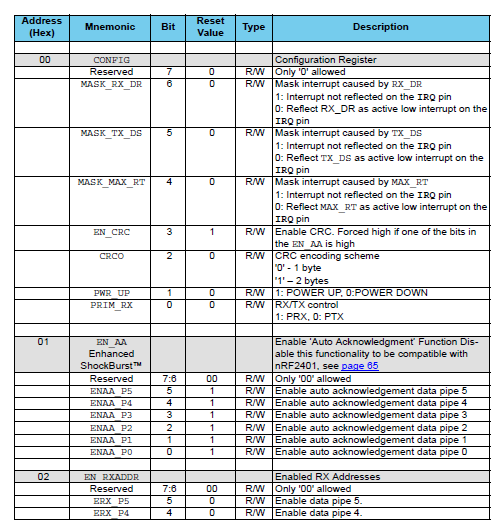 Address (Hex) Mnemonic Bit Reset Value Type Description
00 CONFIG Configuration Register
Reserved 7 0 R/W Only '0' allowed
MASK_RX_DR 6 0 R/W Mask interrupt caused by RX_DR
1: Interrupt not reflected on the IRQ pin
0: Reflect RX_DR as active low interrupt on the
IRQ pin
MASK_TX_DS 5 0 R/W Mask interrupt caused by TX_DS
1: Interrupt not reflected on the IRQ pin
0: Reflect TX_DS as active low interrupt on the
IRQ pin
MASK_MAX_RT 4 0 R/W Mask interrupt caused by MAX_RT
1: Interrupt not reflected on the IRQ pin
0: Reflect MAX_RT as active low interrupt on the
IRQ pin
EN_CRC 3 1 R/W Enable CRC. Forced high if one of the bits in
the EN_AA is high
CRCO 2 0 R/W CRC encoding scheme
'0' - 1 byte
'1' – 2 bytes
PWR_UP 1 0 R/W 1: POWER UP, 0:POWER DOWN
PRIM_RX 0 0 R/W RX/TX control
1: PRX, 0: PTX
01 EN_AA Enable 'Auto Acknowledgment' Function Dis-
Enhanced able this functionality to be compatible with
ShockBurst™ nRF2401, see page 65
Reserved 7:6 00 R/W Only '00' allowed
ENAA_P5 5 1 R/W Enable auto acknowledgement data pipe 5
ENAA_P4 4 1 R/W Enable auto acknowledgement data pipe 4
ENAA_P3 3 1 R/W Enable auto acknowledgement data pipe 3
ENAA_P2 2 1 R/W Enable auto acknowledgement data pipe 2
ENAA_P1 1 1 R/W Enable auto acknowledgement data pipe 1
ENAA_P0 0 1 R/W Enable auto acknowledgement data pipe 0
02 EN_RXADDR Enabled RX Addresses
Reserved 7:6 00 R/W Only '00' allowed
ERX_P5 5 0 R/W Enable data pipe 5.
ERX_P4 4 0 R/W Enable data pipe 4.